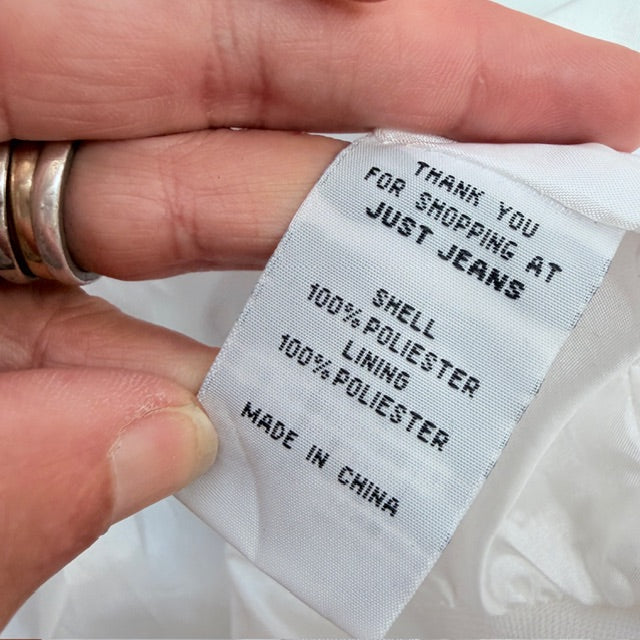 THANK YOU
FOR SHOPPING AT
JUST JEANS
SHELL
100% POLIESTER
LINING
100% POLIESTER
MADE IN CHINA